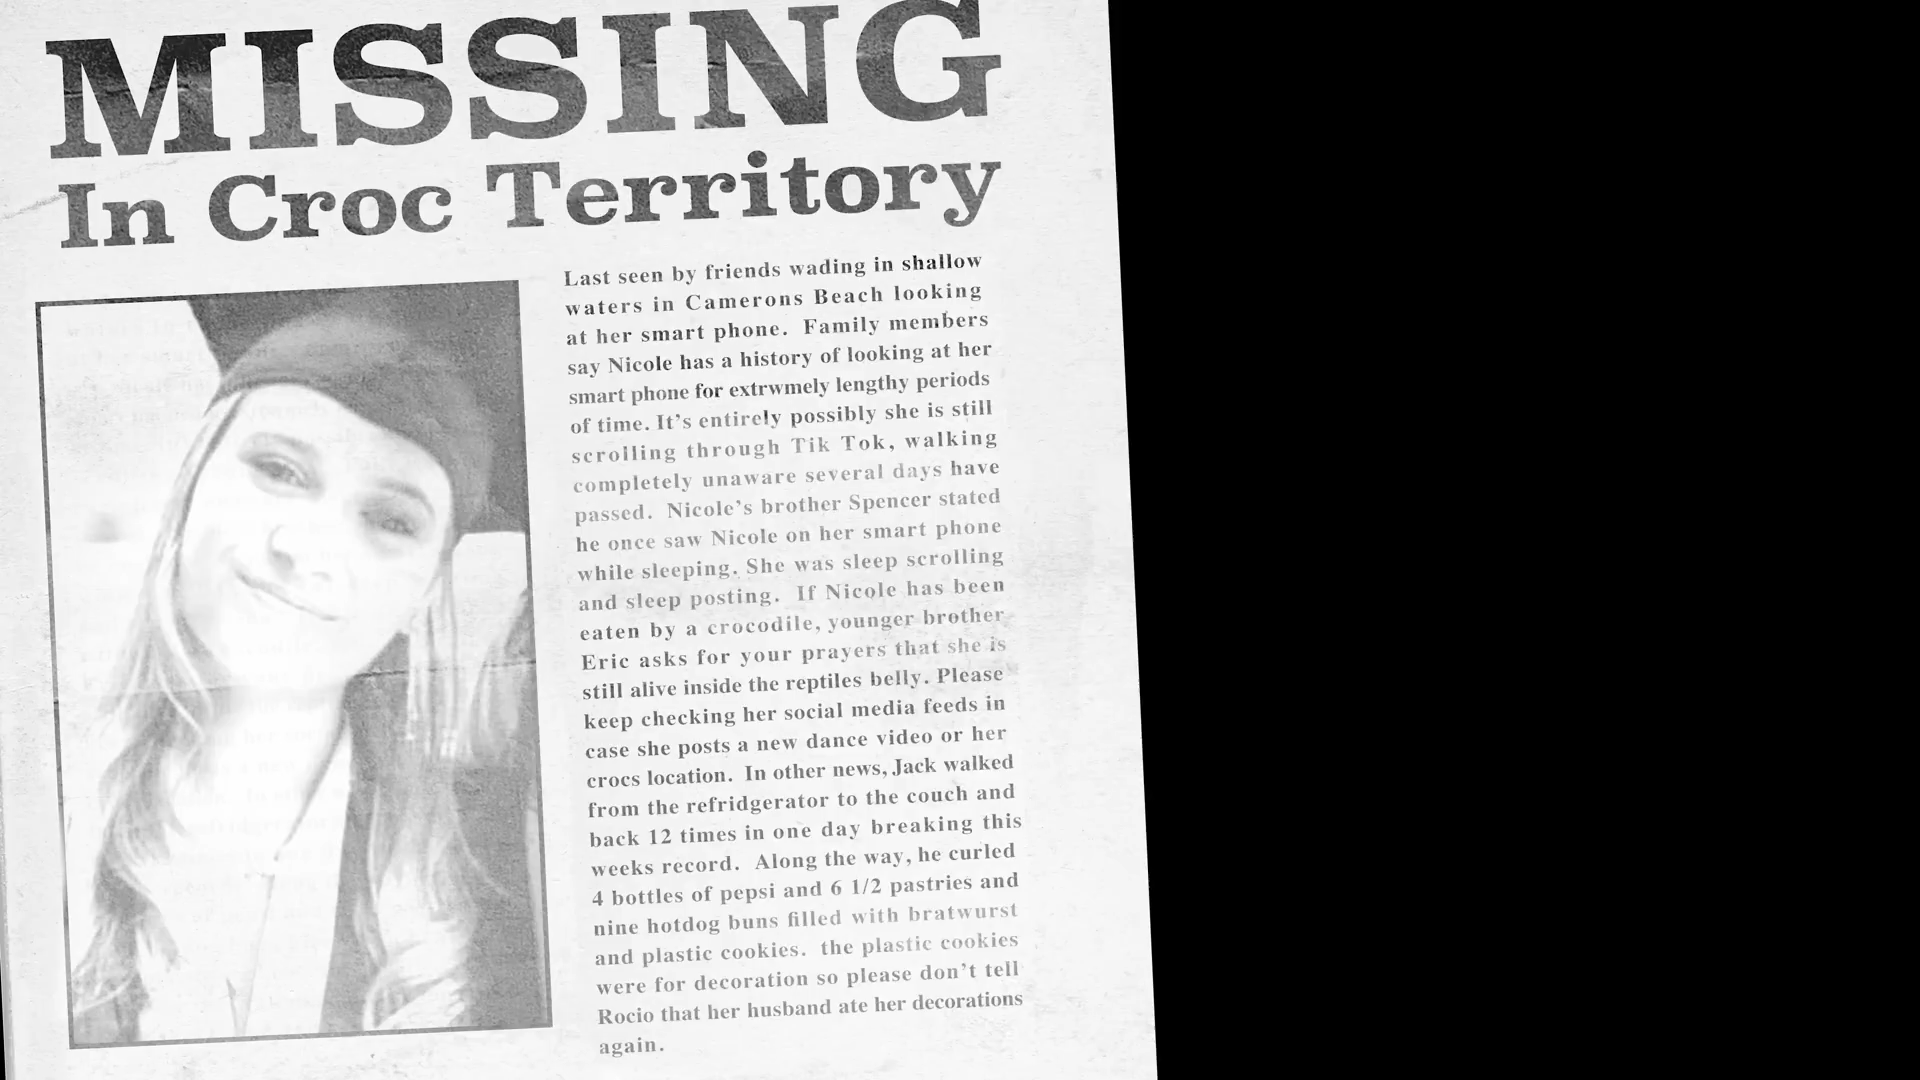 MISSING
In Croc Territory
Last seen by friends wading in shallow
waters in Camerons Beach looking
at her smart phone. Family members
say Nicole has a history of looking at her
smart phone for extrwmely lengthy periods
of time. It's entirely possibly she is still
scrolling through Tik Tok, walking
completely unaware several days have
passed. Nicole's brother Spencer stated
he once saw Nicole on her smart phone
while sleeping. She was sleep scrolling
and sleep posting. If Nicole has been
eaten by a crocodile, younger brother
Eric asks for your prayers that she is
still alive inside the reptiles belly. Please
keep checking her social media feeds in
case she posts a new dance video or her
crocs location. In other news, Jack walked
from the refridgerator to the couch and
back 12 times in one day breaking this
weeks record. Along the way, he curled
4 bottles of pepsi and 6 1/2 pastries and
nine hotdog buns filled with bratwurst
and plastic cookies. the plastic cookies
were for decoration so please don't tell
Rocio that her husband ate her decorations
again.